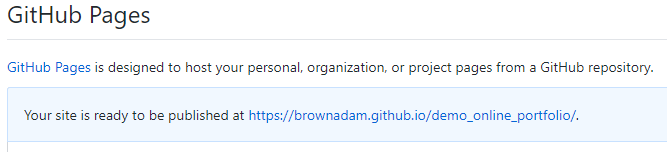 GitHub Pages
GitHub Pages is designed to host your personal, organization, or project pages from a GitHub repository.
Your site is ready to be published at https://brownadam.github.io/demo_online_portfolio/.